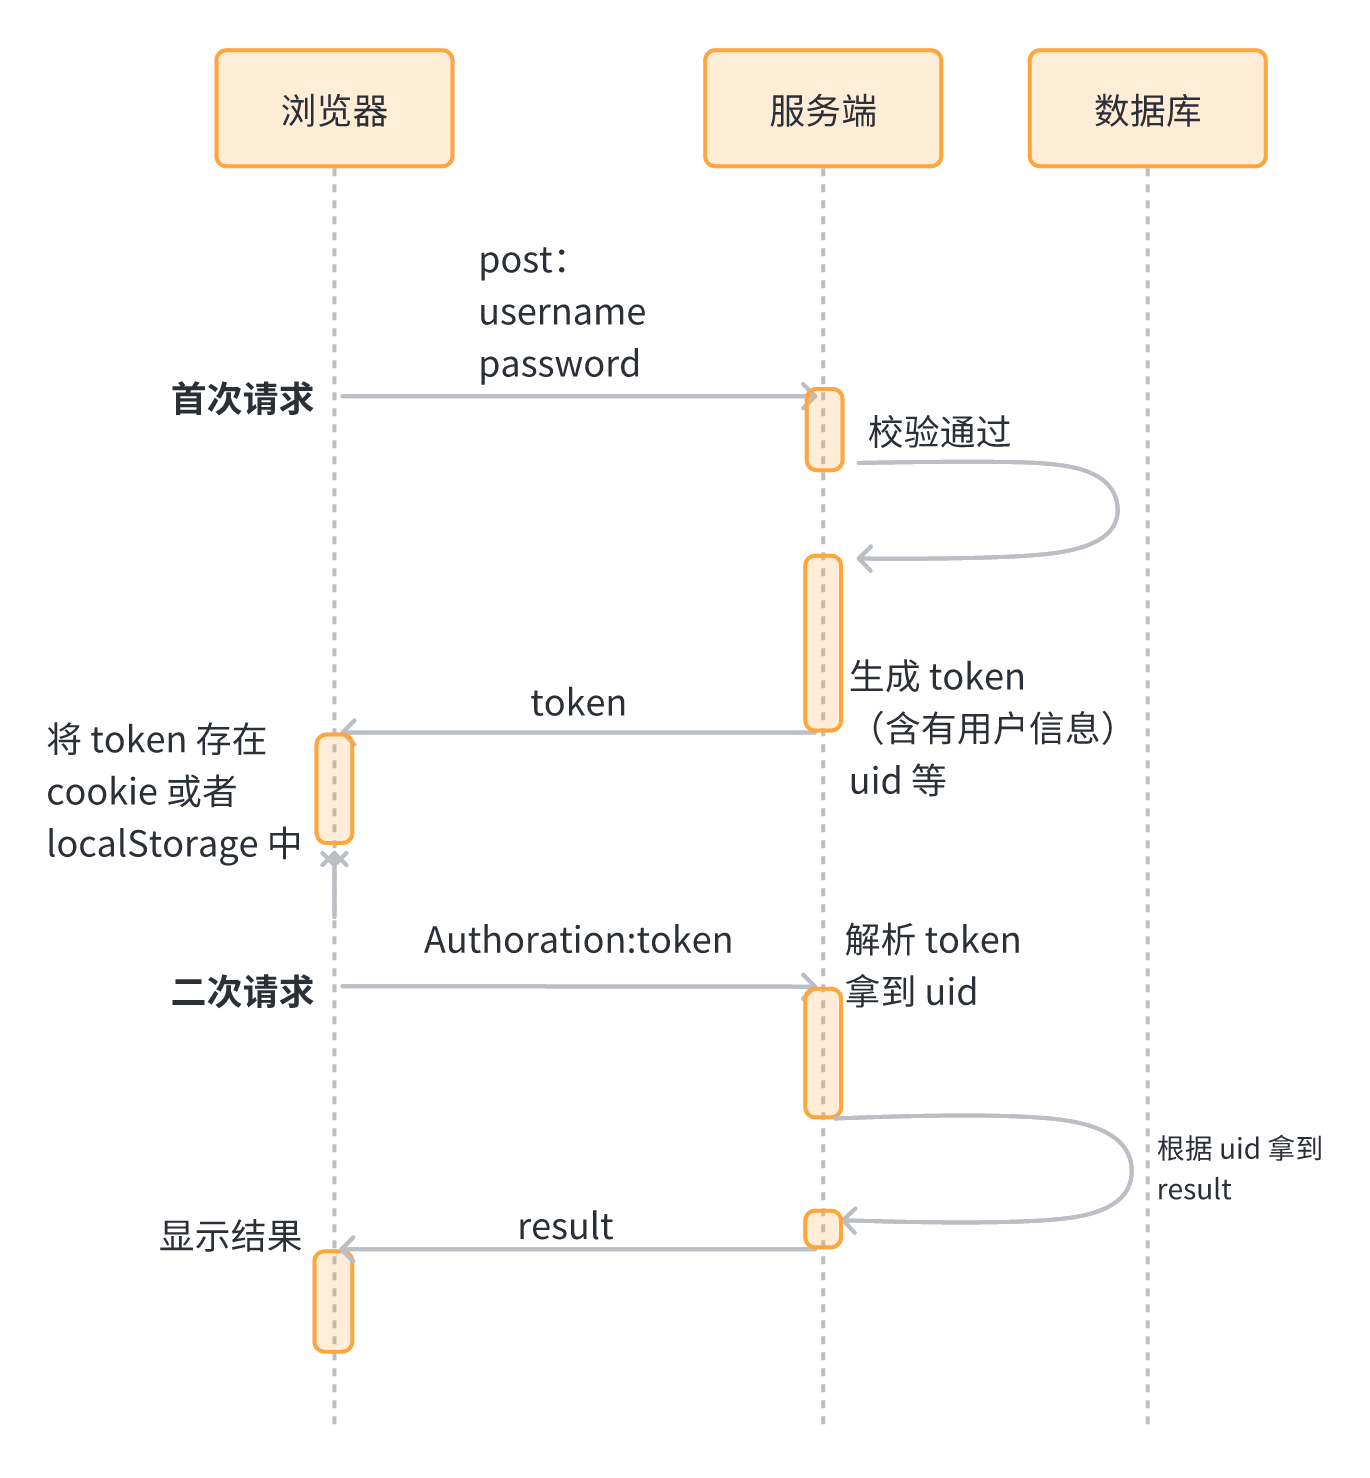 浏览器
服务端
数据库
post：
username
password
首次请求
校验通过
生成 token
（含有用户信息）
uid 等
token
将 token 存在
cookie 或者
localStorage 中
Authoration:token
解析 token
拿到 uid
二次请求
根据 uid 拿到
result
result
显示结果